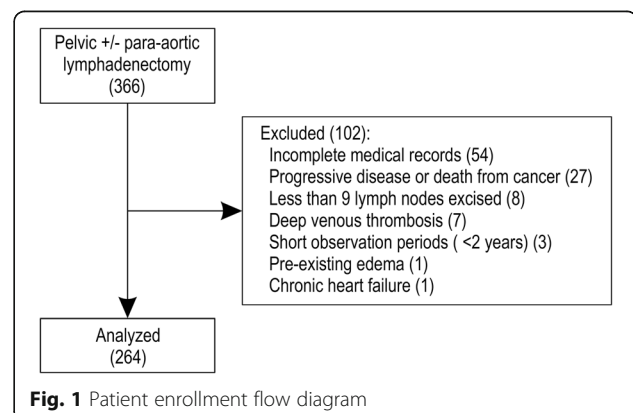 Pelvic +/- para-aortic
lymphadenectomy
(366)
Excluded (102):
Incomplete medical records (54)
Progressive disease or death from cancer (27)
Less than 9 lymph nodes excised (8)
Deep venous thrombosis (7)
Short observation periods ( <2 years) (3)
Pre-existing edema (1)
Chronic heart failure (1)
Analyzed
(264)
Fig. 1 Patient enrollment flow diagram